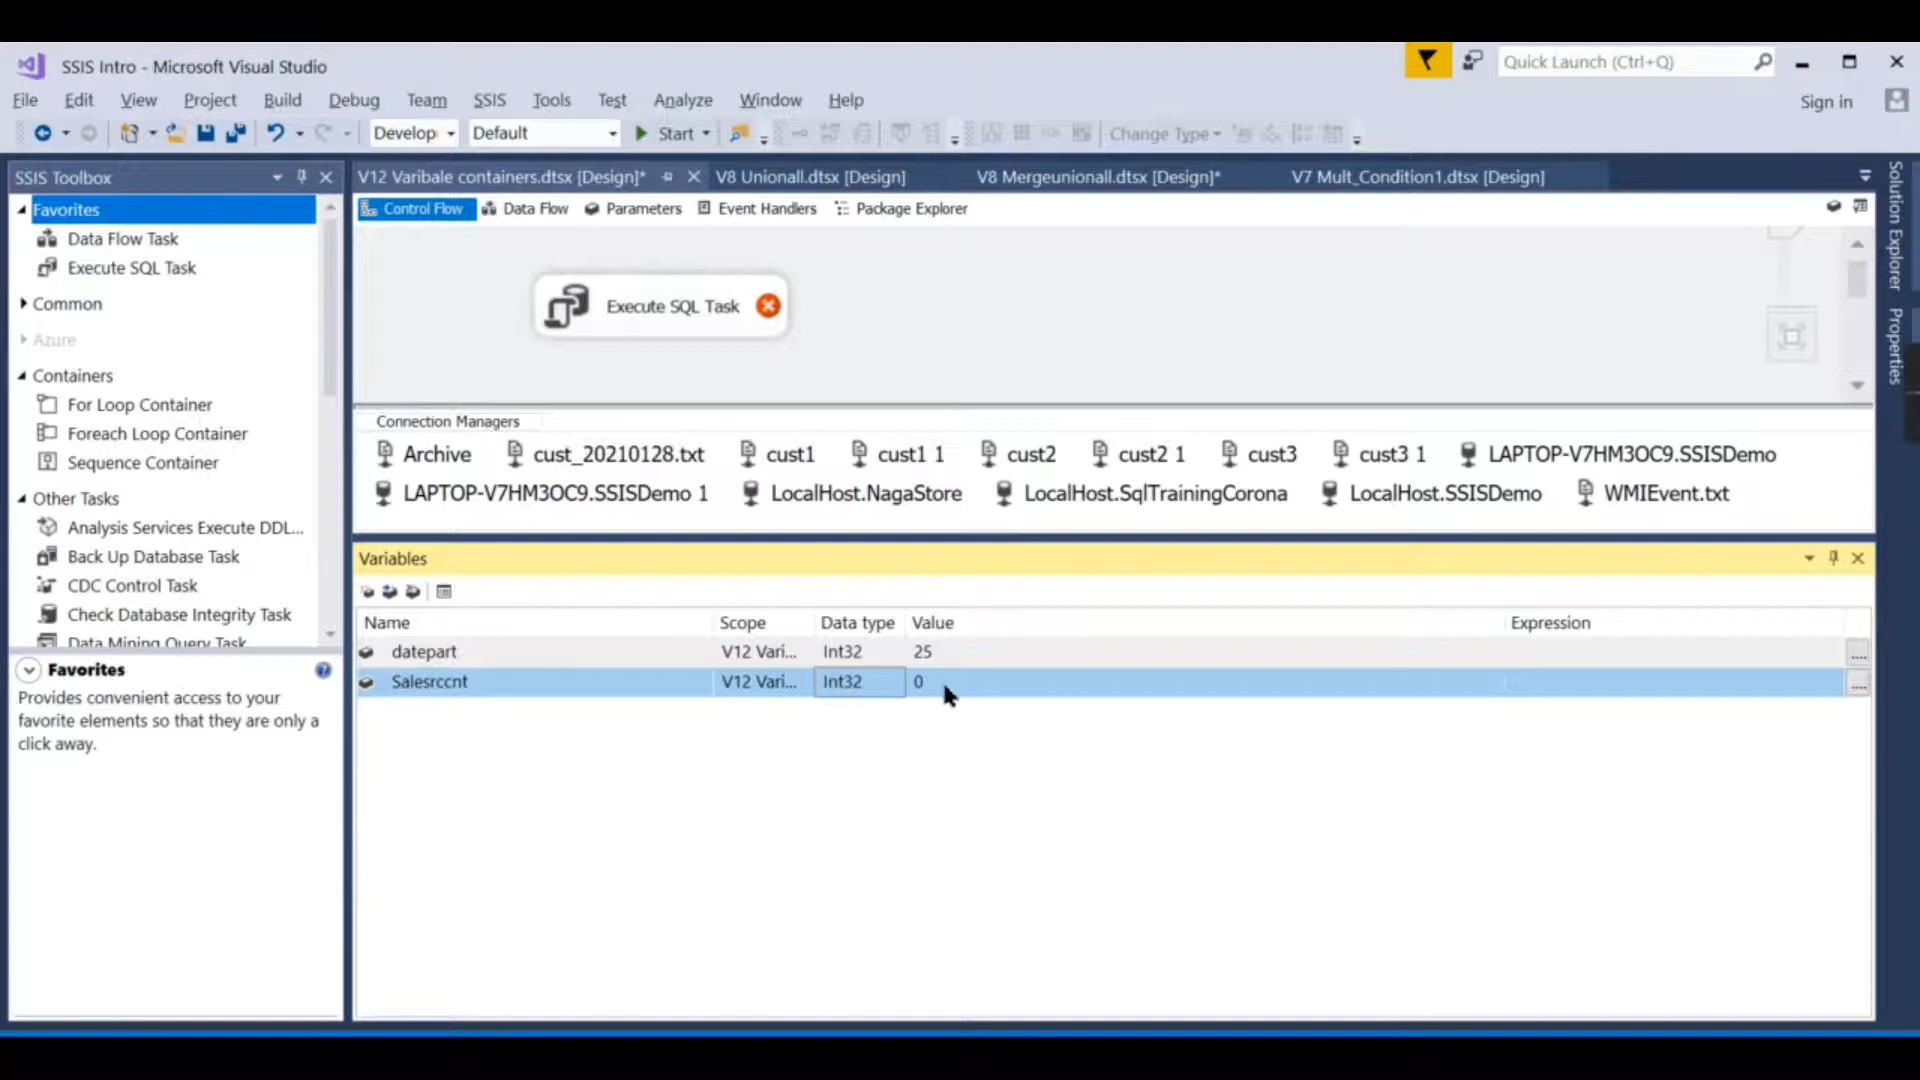 SSIS Intro - Microsoft Visual Studio
Quick Launch (Ctrl+Q)
File Edit View Project Build Debug Team SSIS Tools Test Analyze Window Help
Sign in
Develop Default Start Change Type
SSIS Toolbox
V12 Varibale containers.dtsx [Design]* V8 Unionall.dtsx [Design] V8 Mergeunionall.dtsx [Design]* V7 Mult_Condition1.dtsx [Design]
Control Flow Data Flow Parameters Event Handlers Package Explorer
Favorites
Data Flow Task
Execute SQL Task
Common
Azure
Containers
For Loop Container
Foreach Loop Container
Sequence Container
Other Tasks
Analysis Services Execute DDL...
Back Up Database Task
CDC Control Task
Check Database Integrity Task
Data Mining Query Task
Favorites
Provides convenient access to your
favorite elements so that they are only a
click away.
Execute SQL Task
Connection Managers
Archive cust_20210128.txt cust1 cust1 1 cust2 cust2 1 cust3 cust3 1 LAPTOP-V7HM3OC9.SSISDemo
LAPTOP-V7HM3OC9.SSISDemo 1 LocalHost.NagaStore LocalHost.SqlTrainingCorona LocalHost.SSISDemo WMIEvent.txt
Variables
Name Scope Data type Value Expression
datepart V12 Vari... Int32 25 ....
Salesrccnt V12 Vari... Int32 0 ....
Solution Explorer
Properties